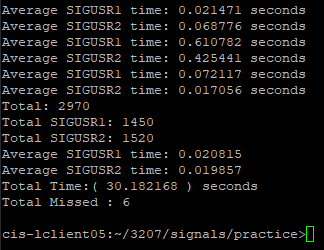 Average SIGUSR1 time: 0.021471 seconds
Average SIGUSR2 time: 0.068776 seconds
Average SIGUSR1 time: 0.610782 seconds
Average SIGUSR2 time: 0.425441 seconds
Average SIGUSR1 time: 0.072117 seconds
Average SIGUSR2 time: 0.017056 seconds
Total: 2970
Total SIGUSR1: 1450
Total SIGUSR2: 1520
Average SIGUSR1 time: 0.020815
Average SIGUSR2 time: 0.019857
Total Time:( 30.182168 ) seconds
Total Missed : 6
cis-lclient05:~/3207/signals/practice>